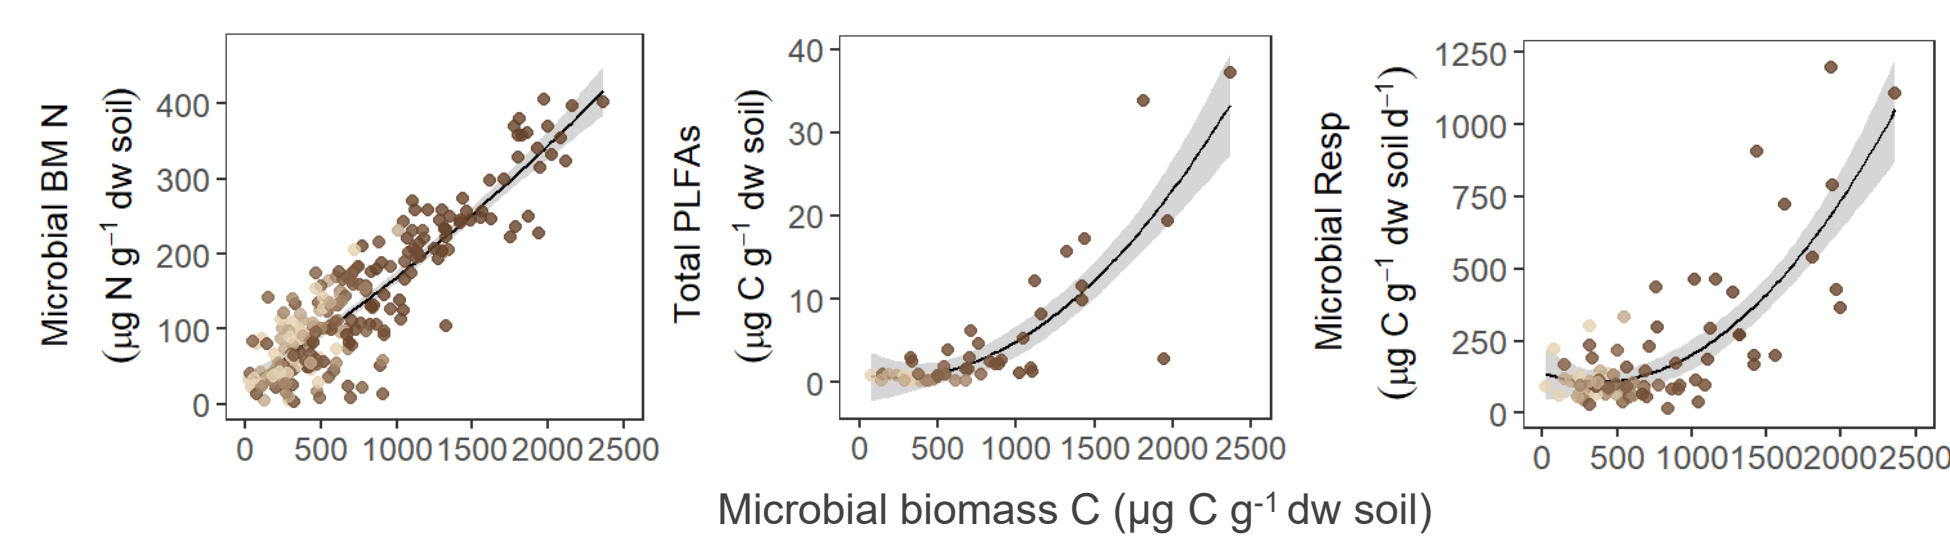 Microbial BM N
(µg N g⁻¹ dw soil)
400
300
200
100
0
0 500 1000 1500 2000 2500
Total PLFAs
(µg C g⁻¹ dw soil)
40
30
20
10
0
0 500 1000 1500 2000 2500
Microbial Resp
(µg C g⁻¹ dw soil d⁻¹)
1250
1000
750
500
250
0
0 500 1000 1500 2000 2500
Microbial biomass C (µg C g⁻¹ dw soil)